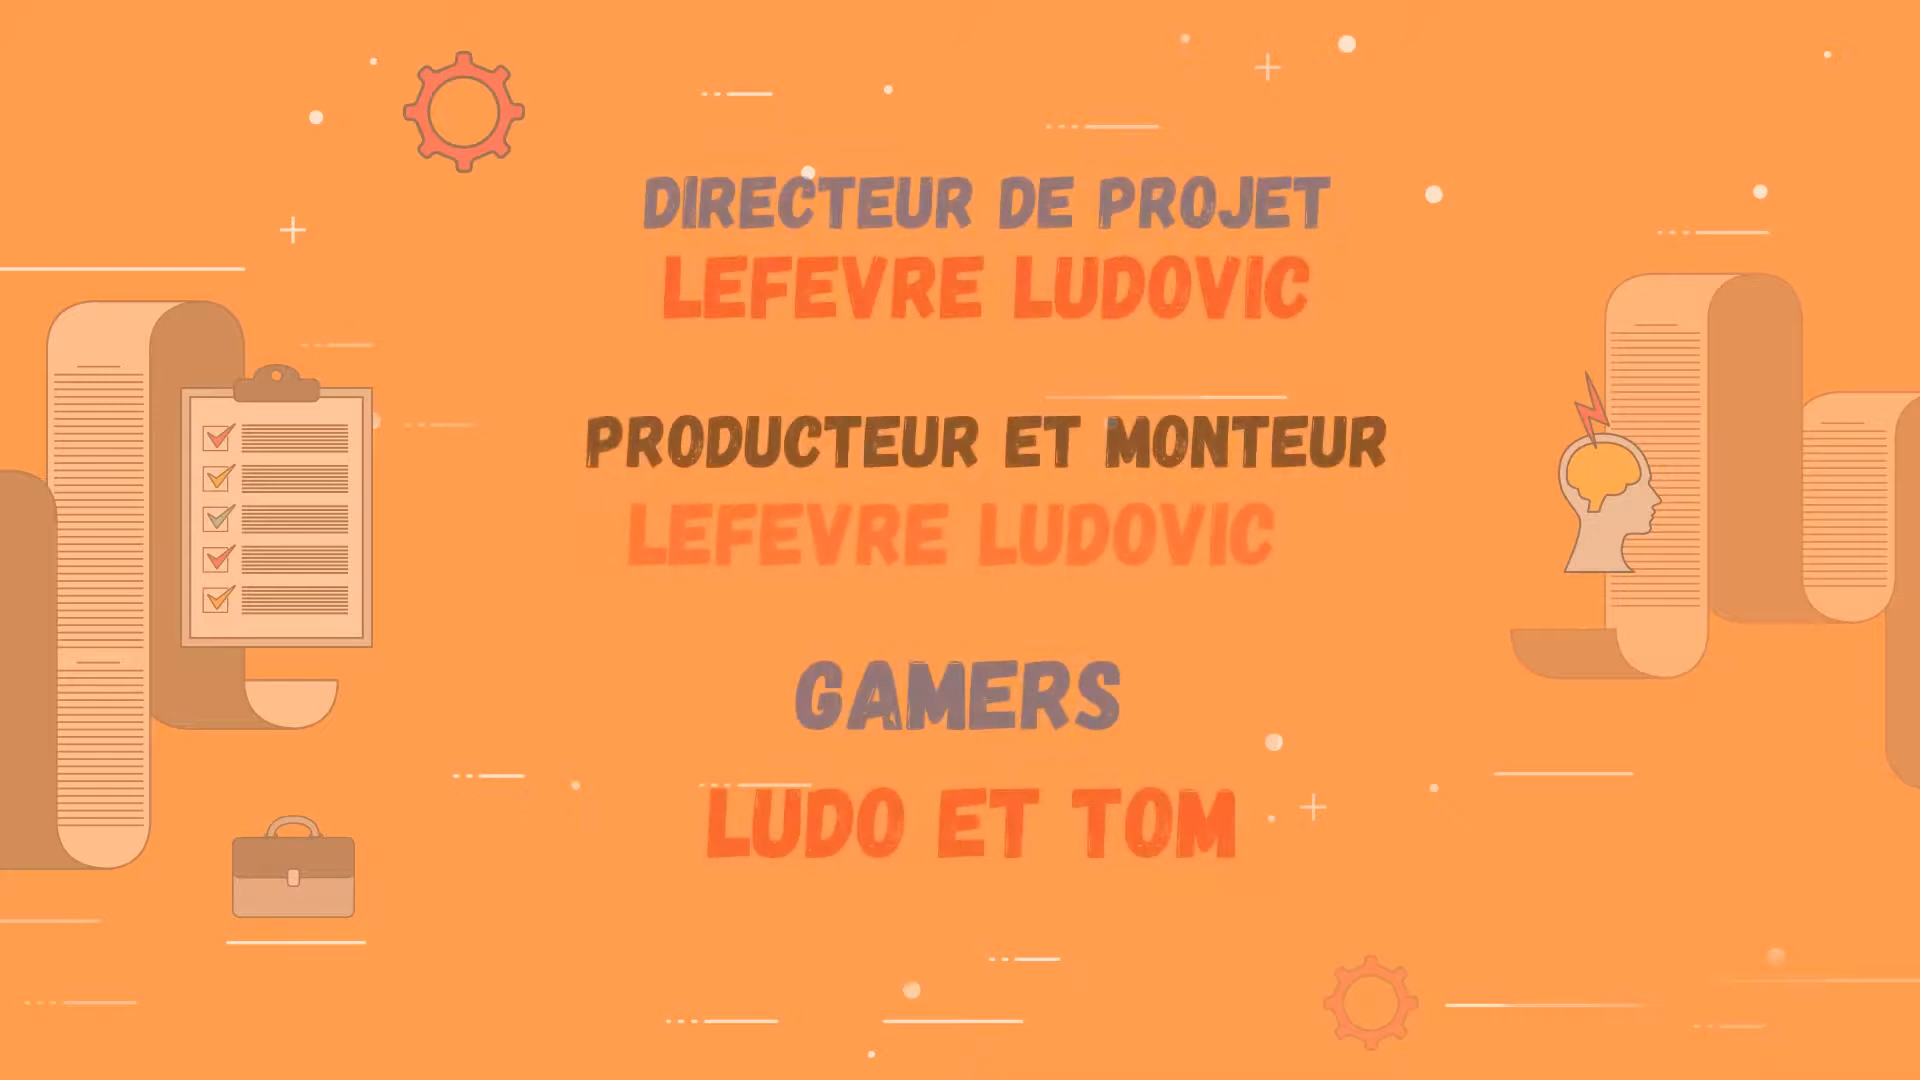 DIRECTEUR DE PROJET
LEFEVRE LUDOVIC
PRODUCTEUR ET MONTEUR
LEFEVRE LUDOVIC
GAMERS
LUDO ET TOM